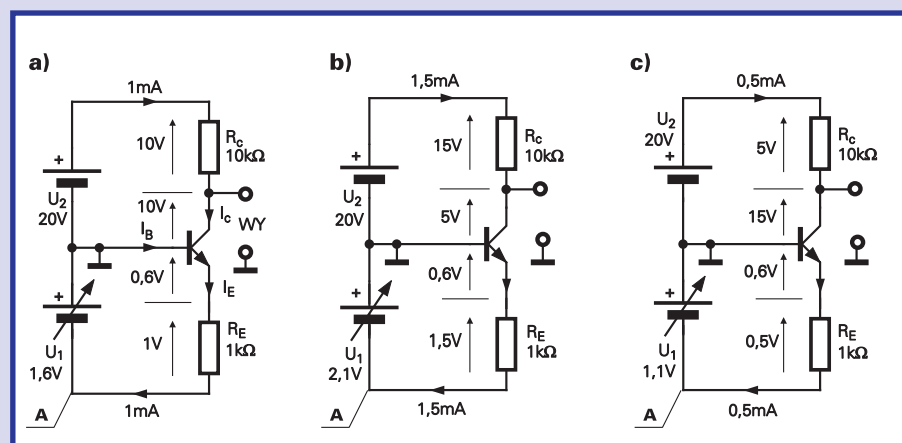 a)
1mA
10V
Rc
10kΩ
+
U2
20V
10V
Ic
WY
IB
0,6V
IE
+
U1
1,6V
1V
RE
1kΩ
A
1mA
b)
1,5mA
15V
Rc
10kΩ
+
U2
20V
5V
0,6V
+
U1
2,1V
1,5V
RE
1kΩ
A
1,5mA
c)
0,5mA
U2
20V
+
5V
Rc
10kΩ
15V
0,6V
+
U1
1,1V
0,5V
RE
1kΩ
A
0,5mA